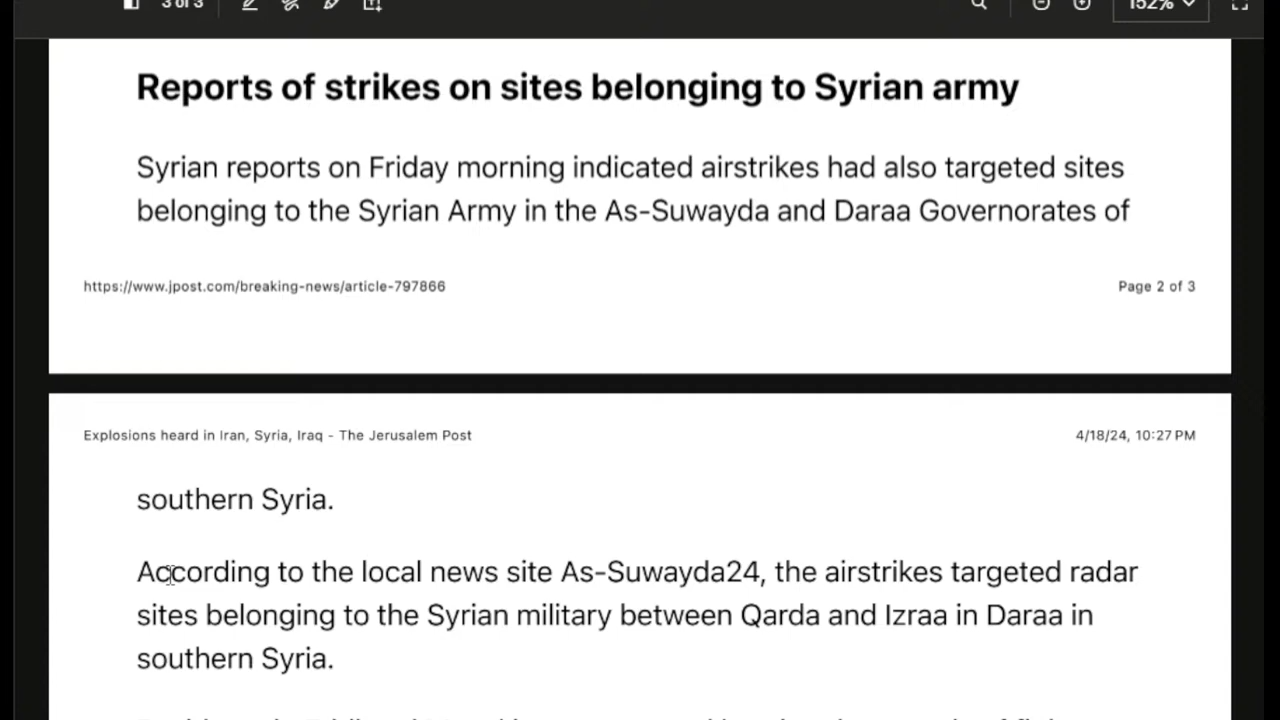 3 of 3
152%
Reports of strikes on sites belonging to Syrian army
Syrian reports on Friday morning indicated airstrikes had also targeted sites
belonging to the Syrian Army in the As-Suwayda and Daraa Governorates of
https://www.jpost.com/breaking-news/article-797866
Page 2 of 3
Explosions heard in Iran, Syria, Iraq - The Jerusalem Post
4/18/24, 10:27 PM
southern Syria.
According to the local news site As-Suwayda24, the airstrikes targeted radar
sites belonging to the Syrian military between Qarda and Izraa in Daraa in
southern Syria.